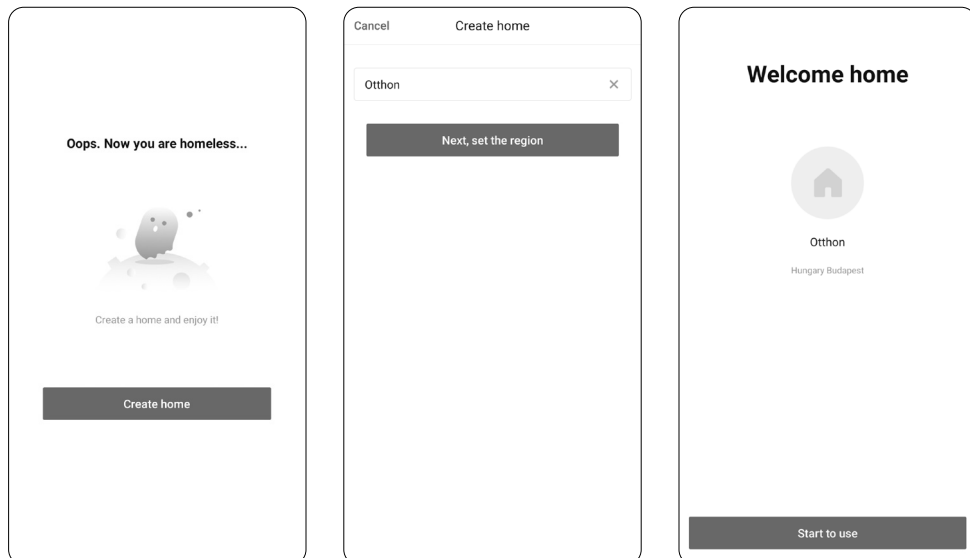 Oops. Now you are homeless...
Create a home and enjoy it!
Create home
Cancel
Create home
Otthon
Next, set the region
Welcome home
Otthon
Hungary Budapest
Start to use